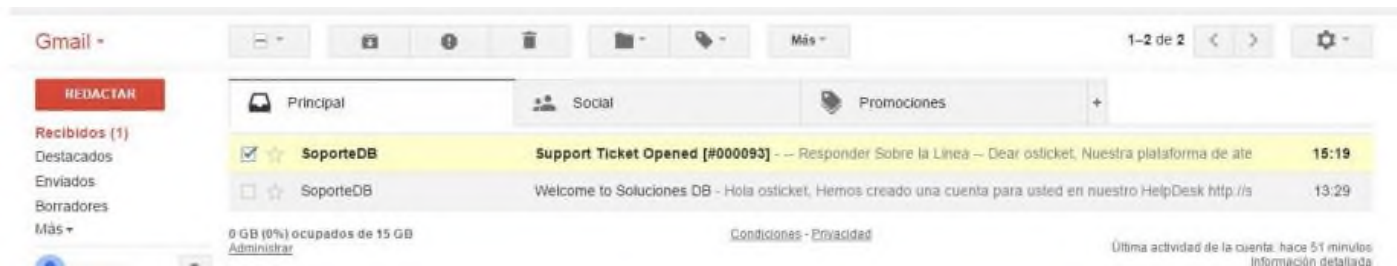 Gmail Más 1–2 de 2
REDACTAR
Principal Social Promociones +
Recibidos (1)
Destacados
Enviados
Borradores
Más
SoporteDB Support Ticket Opened [#000093] - -- Responder Sobre la Linea -- Dear osticket, Nuestra plataforma de ate 15:19
SoporteDB Welcome to Soluciones DB - Hola osticket, Hemos creado una cuenta para usted en nuestro HelpDesk http://s 13:29
0 GB (0%) ocupados de 15 GB
Administrar
Condiciones - Privacidad
Última actividad de la cuenta: hace 51 minutos
Información detallada